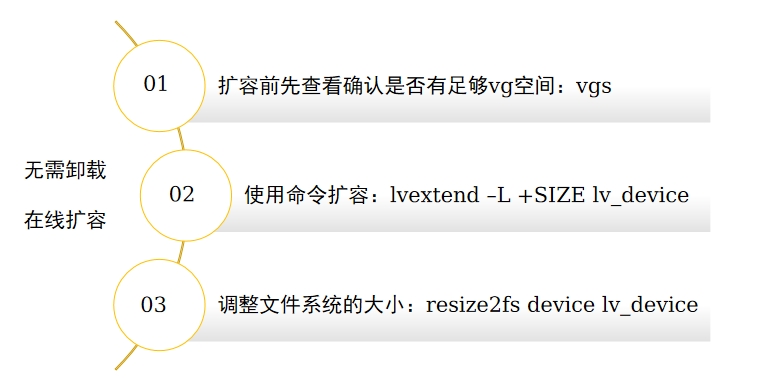 01
扩容前先查看确认是否有足够vg空间：vgs
无需卸载
在线扩容
02
使用命令扩容：lvextend –L +SIZE lv_device
03
调整文件系统的大小：resize2fs device lv_device